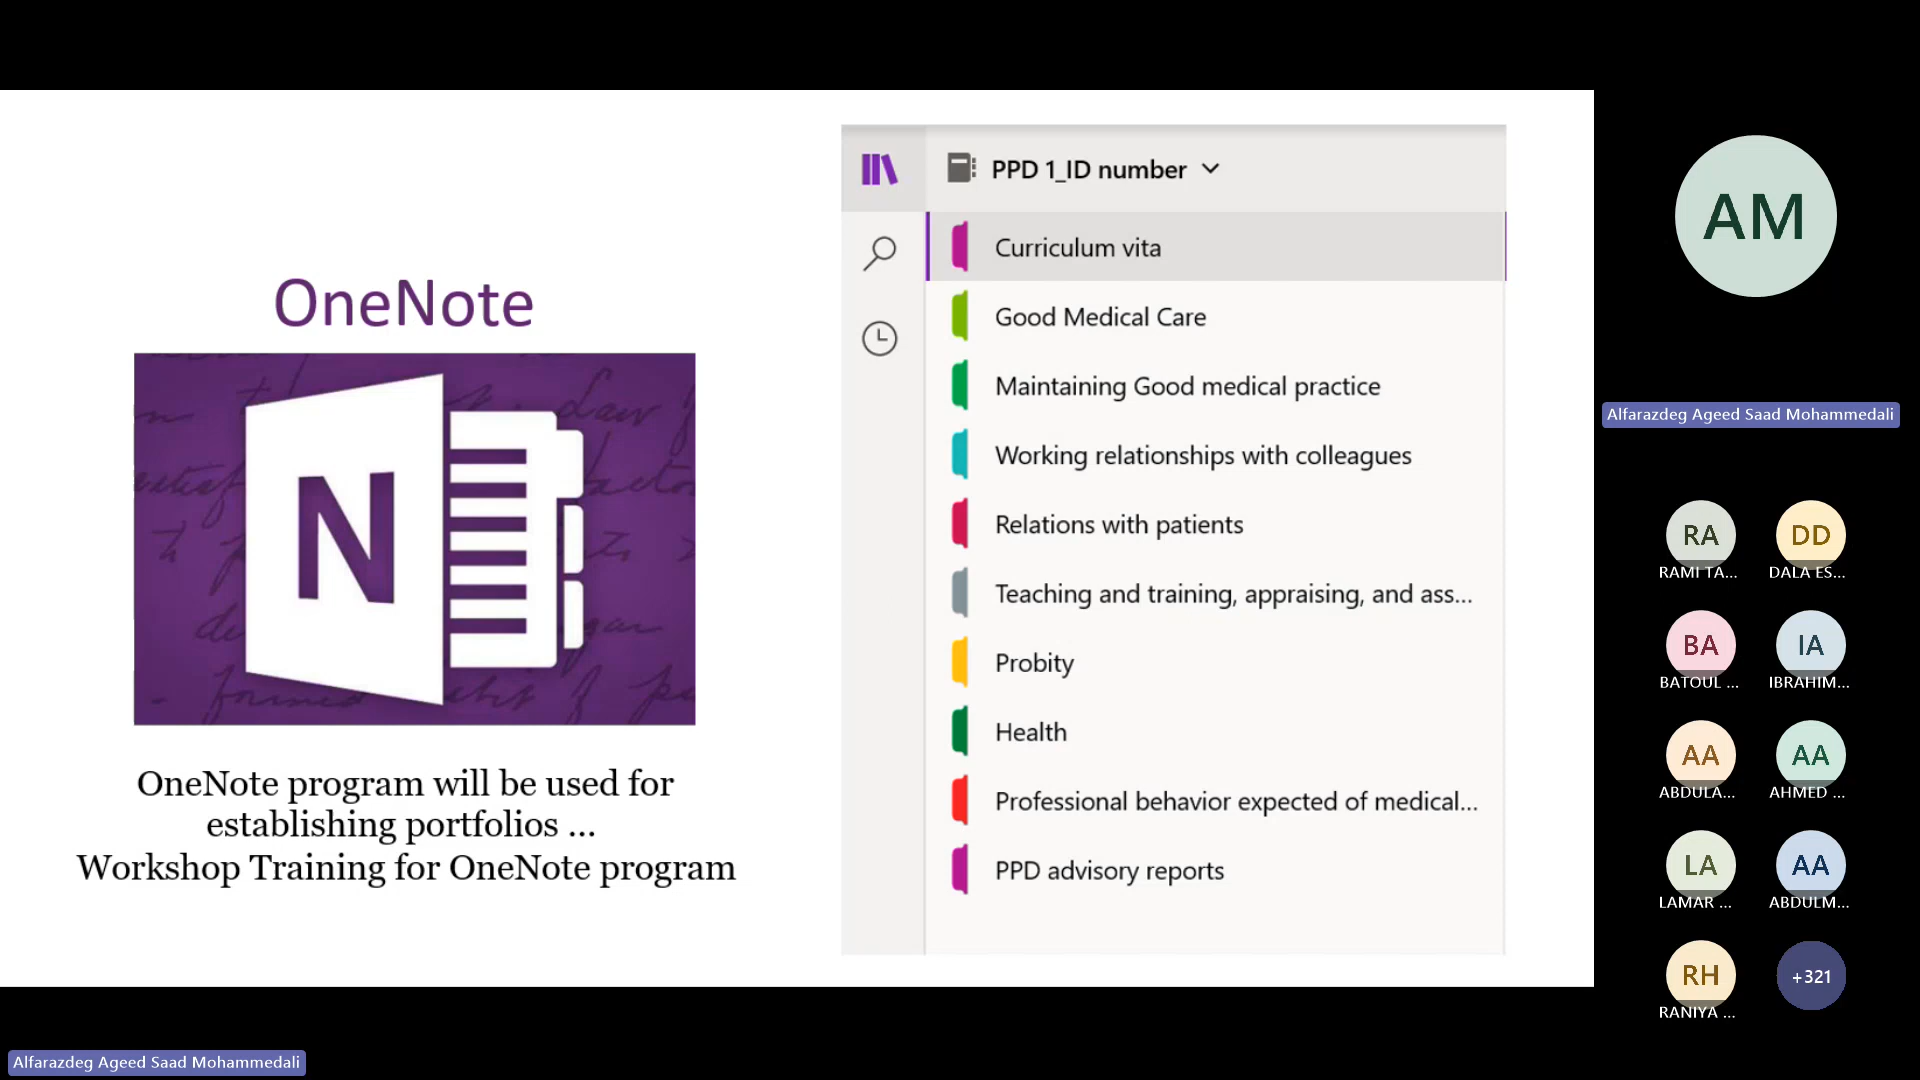 OneNote
N
OneNote program will be used for
establishing portfolios ...
Workshop Training for OneNote program
PPD 1_ID number
Curriculum vita
Good Medical Care
Maintaining Good medical practice
Working relationships with colleagues
Relations with patients
Teaching and training, appraising, and ass...
Probity
Health
Professional behavior expected of medical...
PPD advisory reports
AM
Alfarazdeg Ageed Saad Mohammedali
RA
RAMI TA...
DD
DALA ES...
BA
BATOUL ...
IA
IBRAHIM...
AA
ABDULA...
AA
AHMED ...
LA
LAMAR ...
AA
ABDULM...
RH
RANIYA ...
+321
Alfarazdeg Ageed Saad Mohammedali